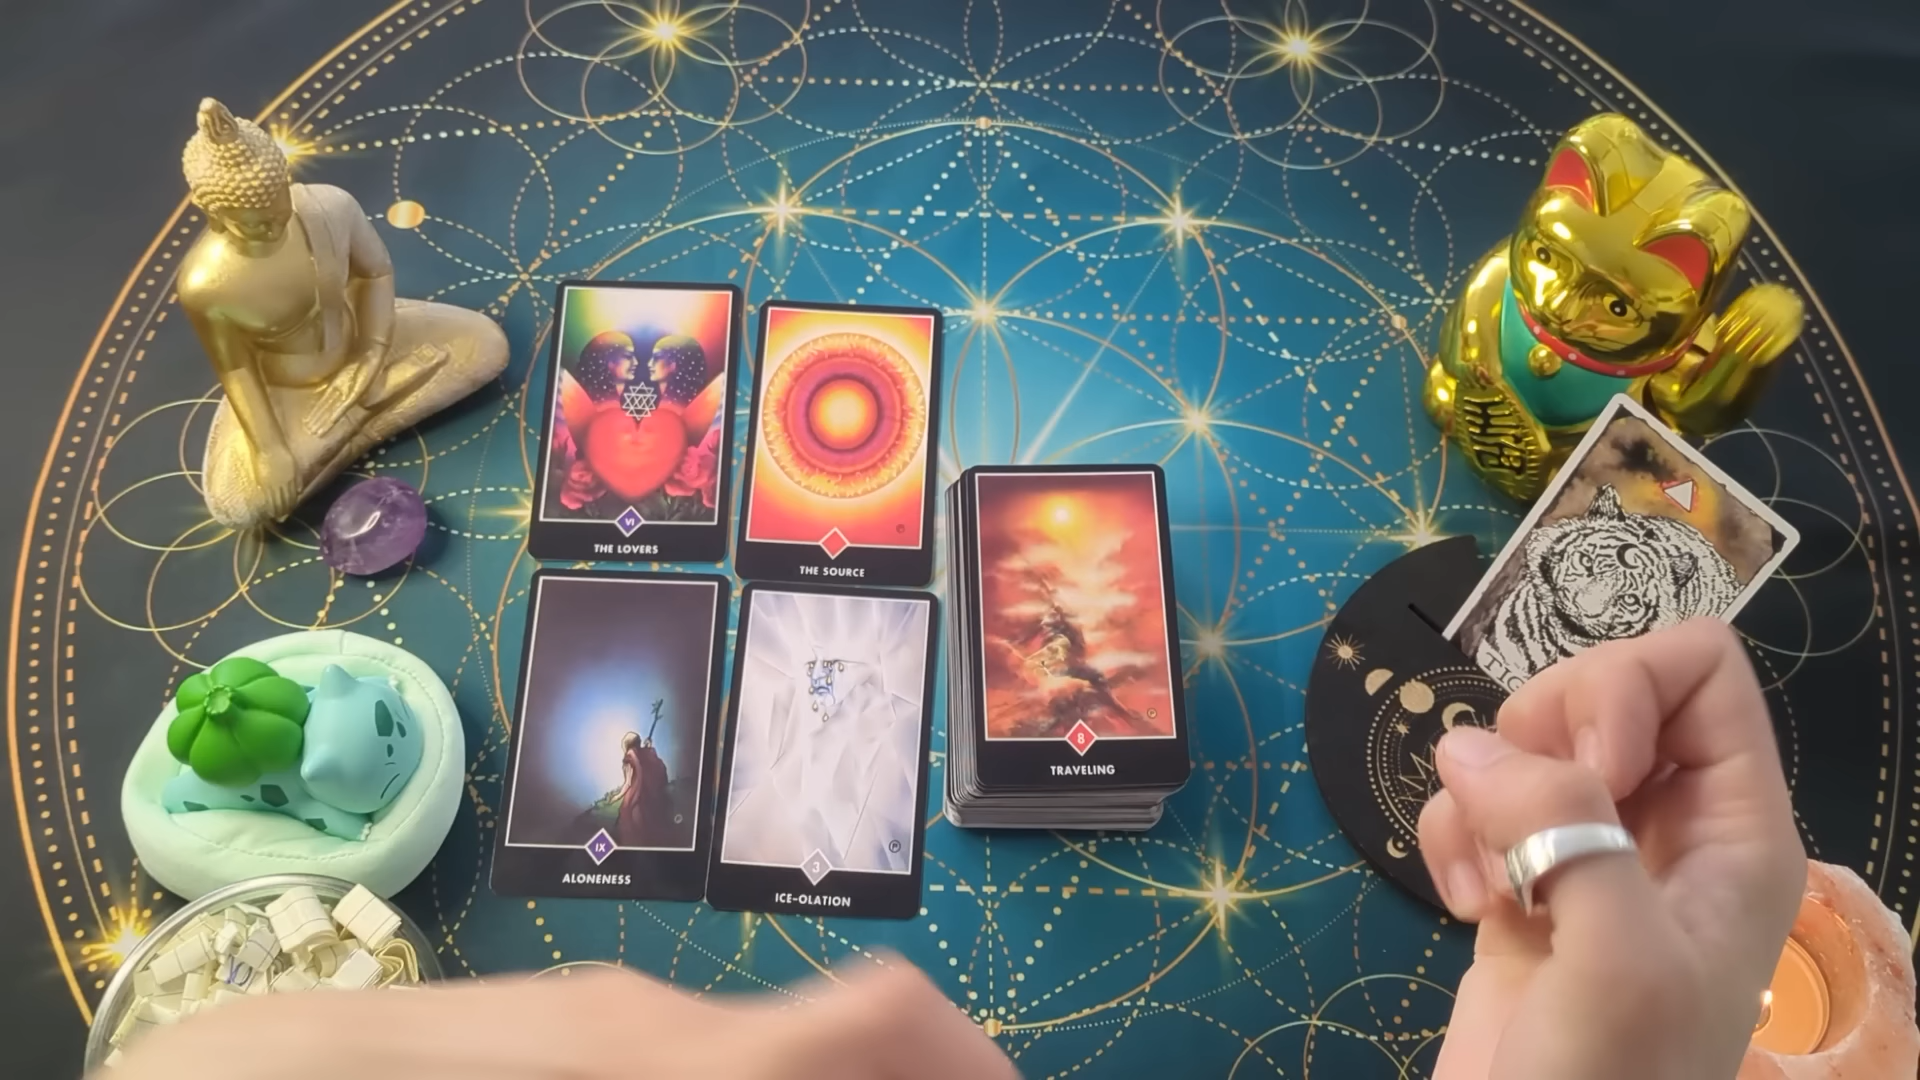 VI
THE LOVERS
THE SOURCE
IX
ALONENESS
3
ICE-OLATION
8
TRAVELING